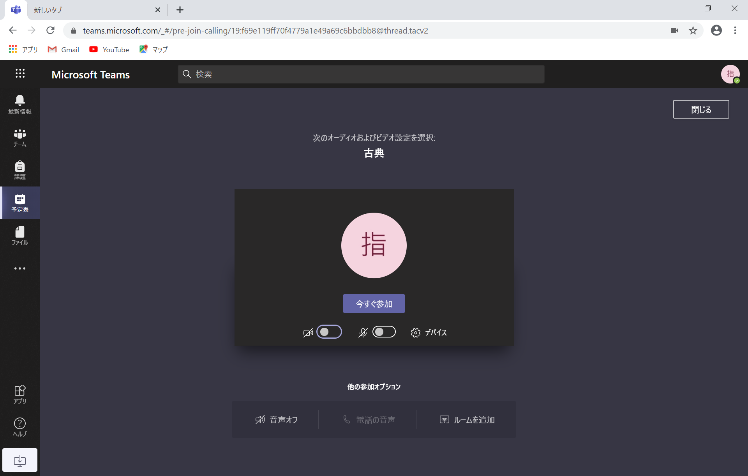 新しいタブ
teams.microsoft.com/_#/pre-join-calling/19:f69e119ff70f4779a1e49a69c6bbdbb8@thread.tacv2
アプリ Gmail YouTube マップ
Microsoft Teams
検索
指
最新情報
チーム
課題
予定表
ファイル
閉じる
次のオーディオおよびビデオ設定を選択:
古典
指
今すぐ参加
デバイス
他の参加オプション
音声オフ 電話の音声 ルームを追加
アプリ
ヘルプ